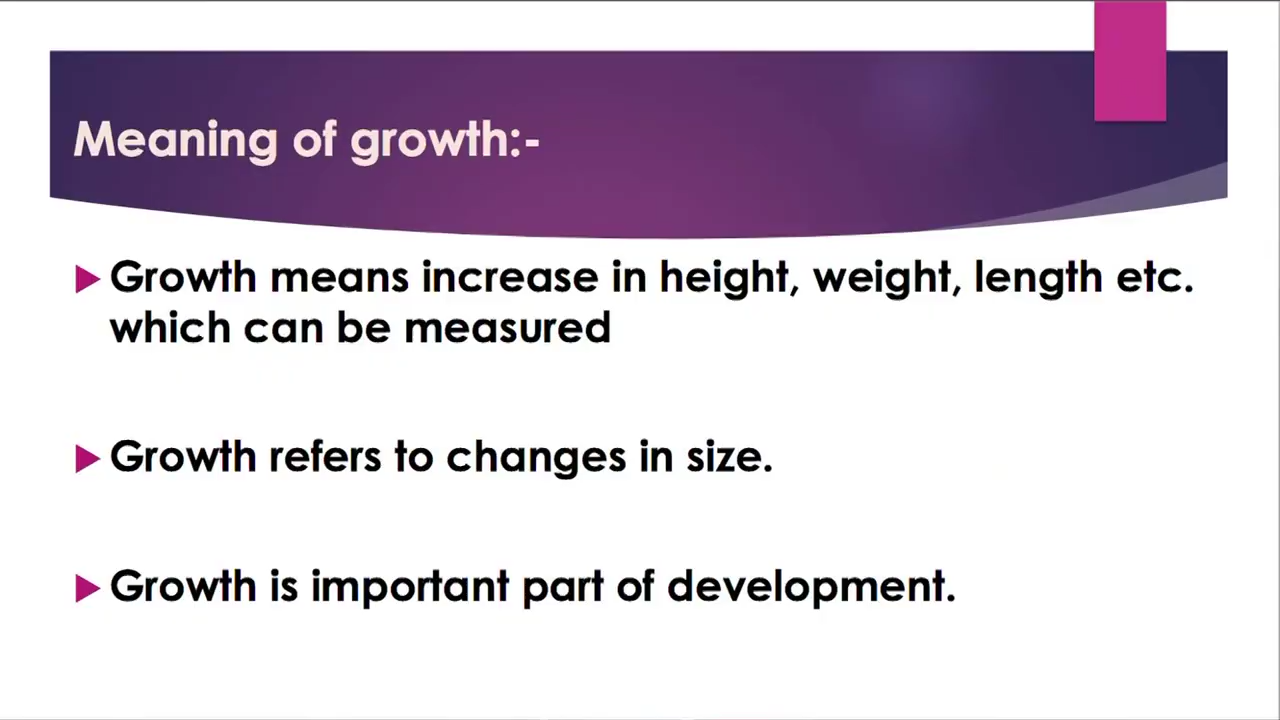 Meaning of growth:-
Growth means increase in height, weight, length etc.
which can be measured
Growth refers to changes in size.
Growth is important part of development.